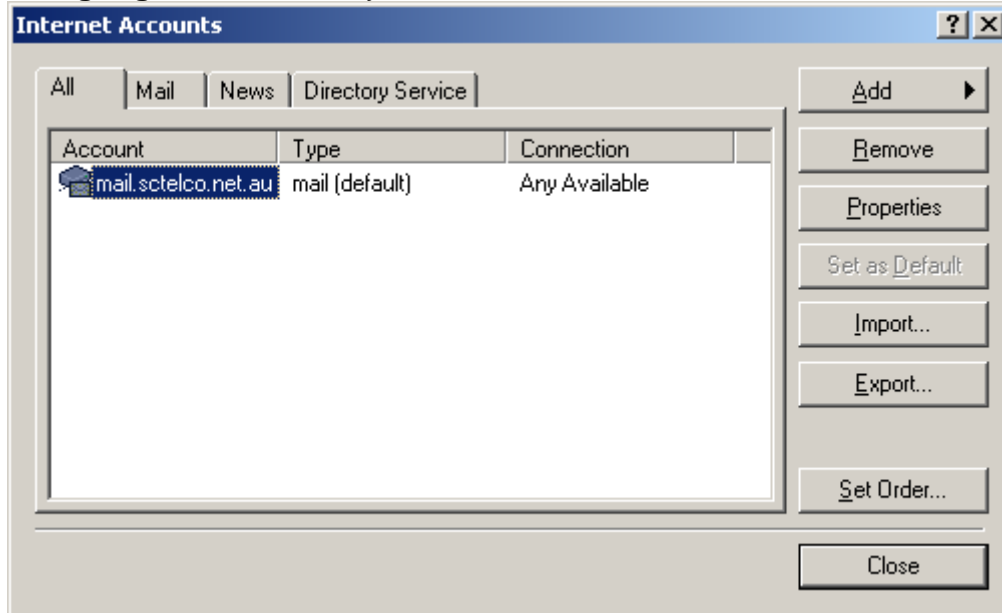 Internet Accounts
All Mail News Directory Service
Add
Account Type Connection
Remove
mail.sctelco.net.au mail (default) Any Available
Properties
Set as Default
Import...
Export...
Set Order...
Close